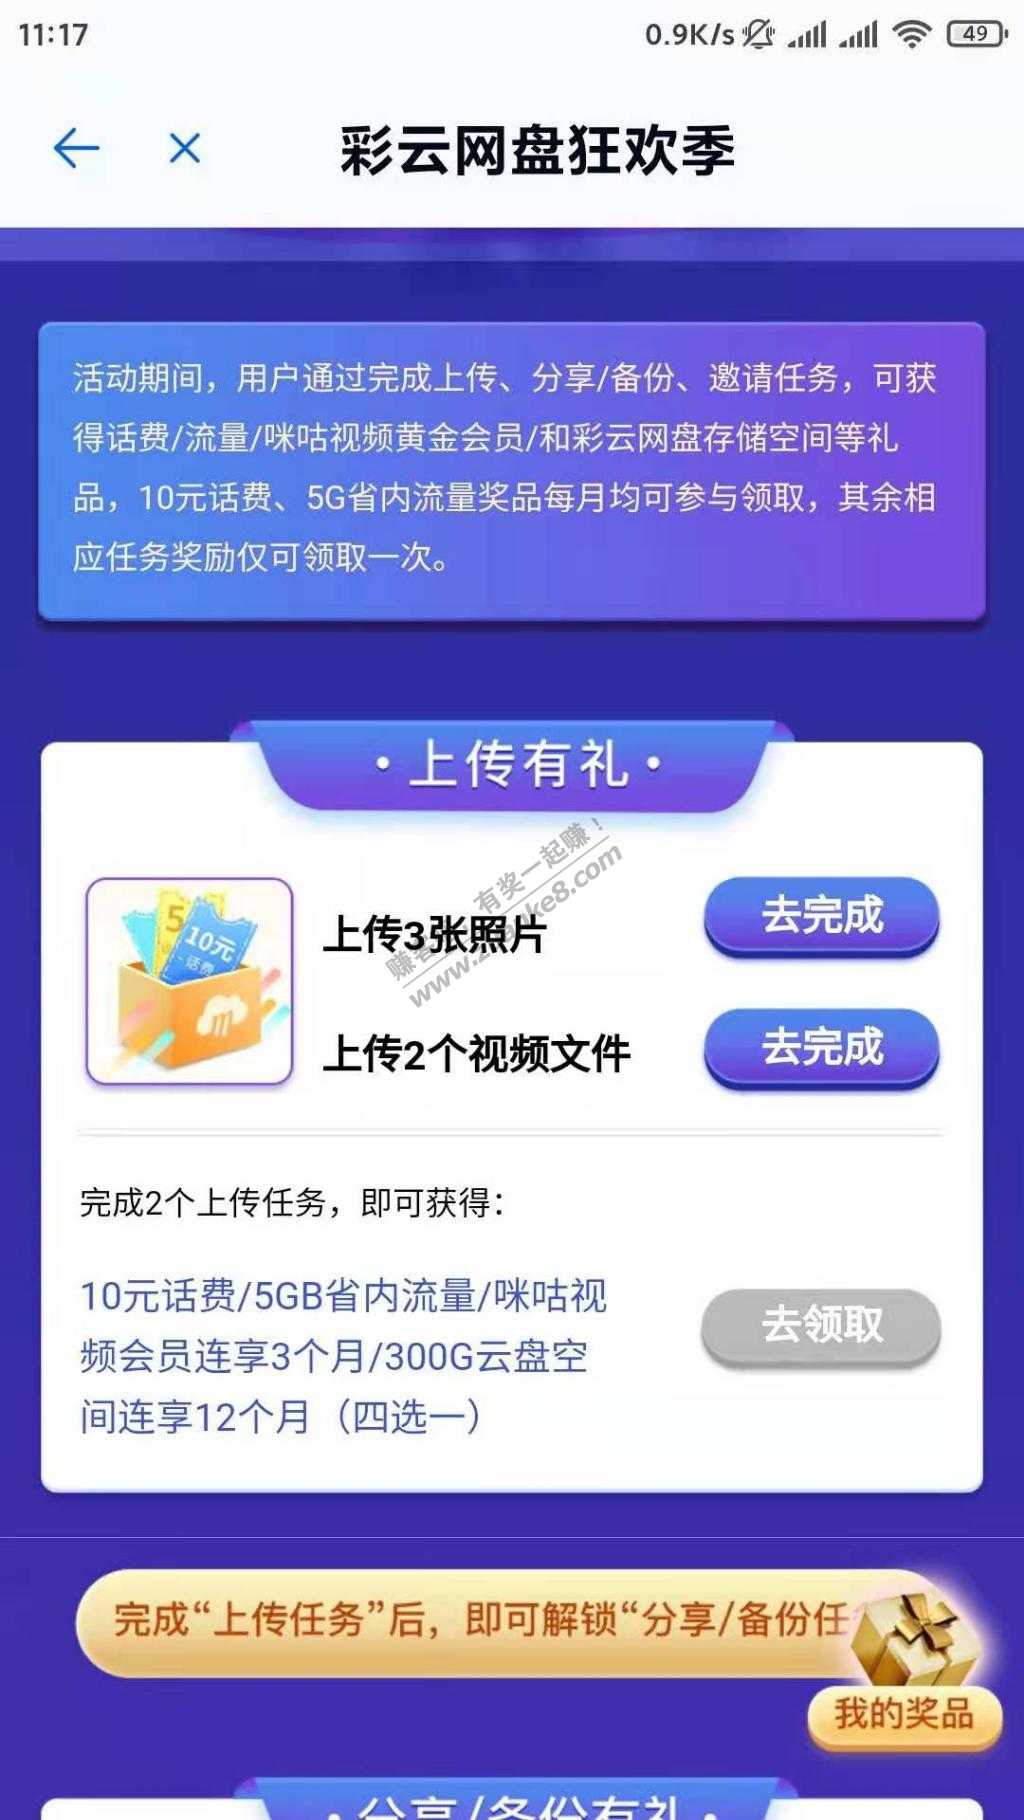 11:17
0.9K/s
49
彩云网盘狂欢季
活动期间，用户通过完成上传、分享/备份、邀请任务，可获
得话费/流量/咪咕视频黄金会员/和彩云网盘存储空间等礼
品，10元话费、5G省内流量奖品每月均可参与领取，其余相
应任务奖励仅可领取一次。
·上传有礼·
5
10元
话费
上传3张照片
去完成
上传2个视频文件
去完成
有奖一起赚！
完成2个上传任务，即可获得：
10元话费/5GB省内流量/咪咕视
频会员连享3个月/300G云盘空
间连享12个月（四选一）
去领取
完成“上传任务”后，即可解锁“分享/备份任
我的奖品
·分享/备份有礼·